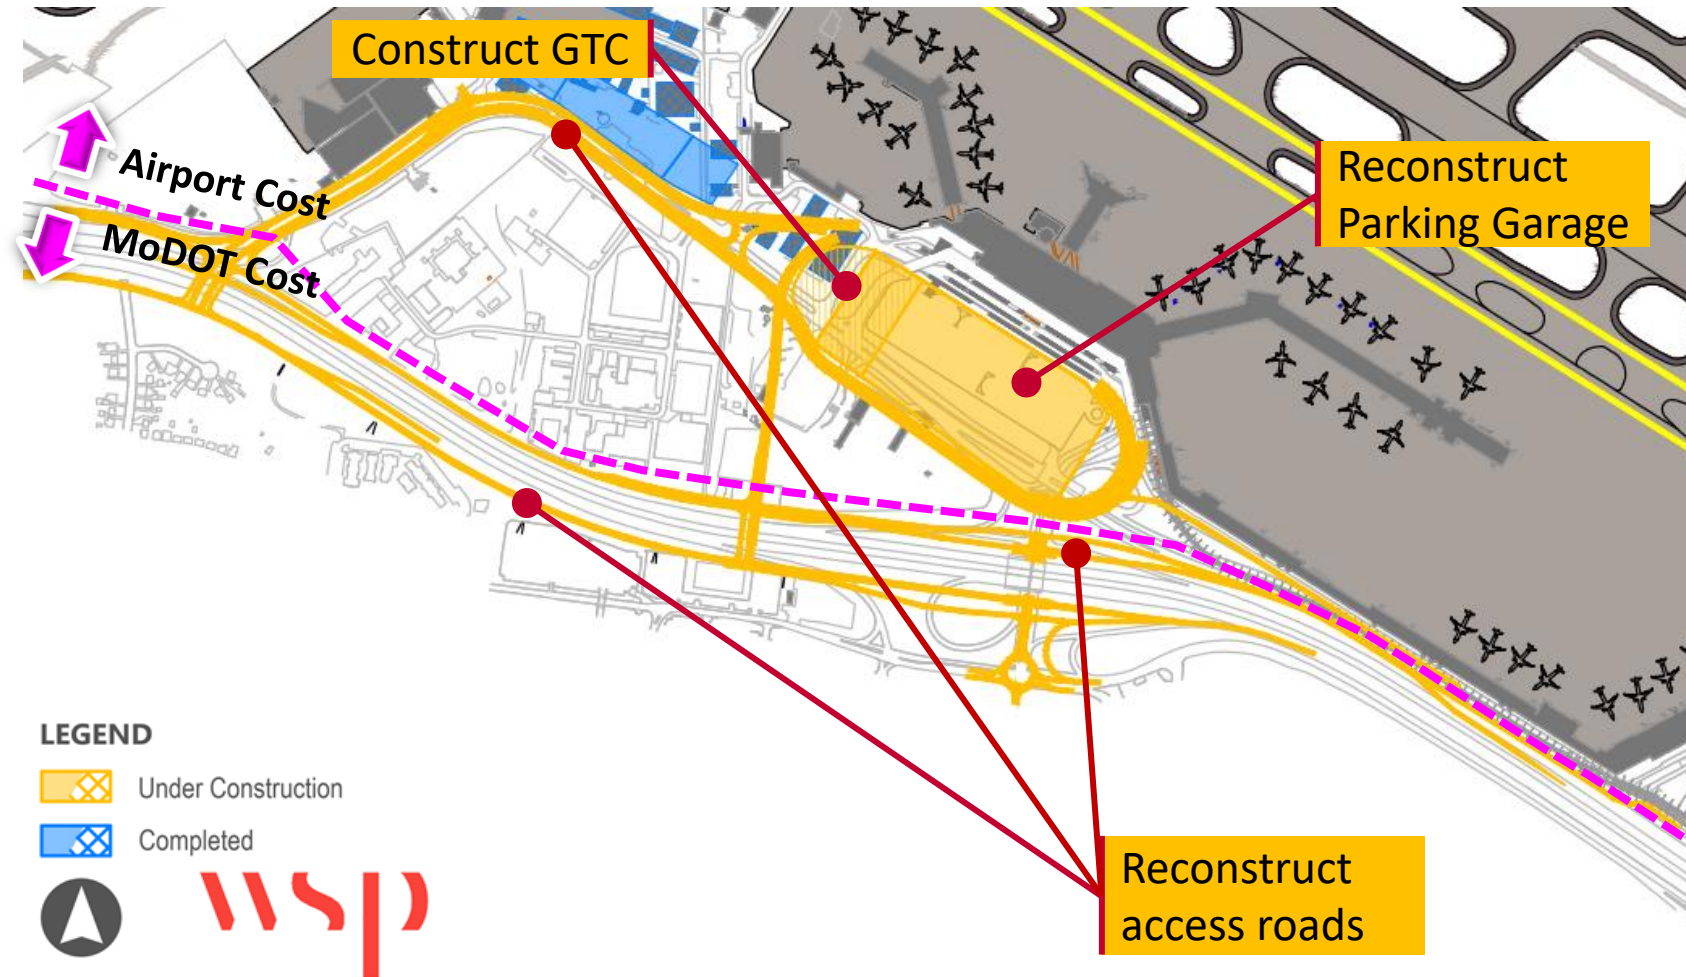 Construct GTC
Reconstruct
Parking Garage
Airport Cost
MoDOT Cost
LEGEND
Under Construction
Completed
wsp
Reconstruct
access roads